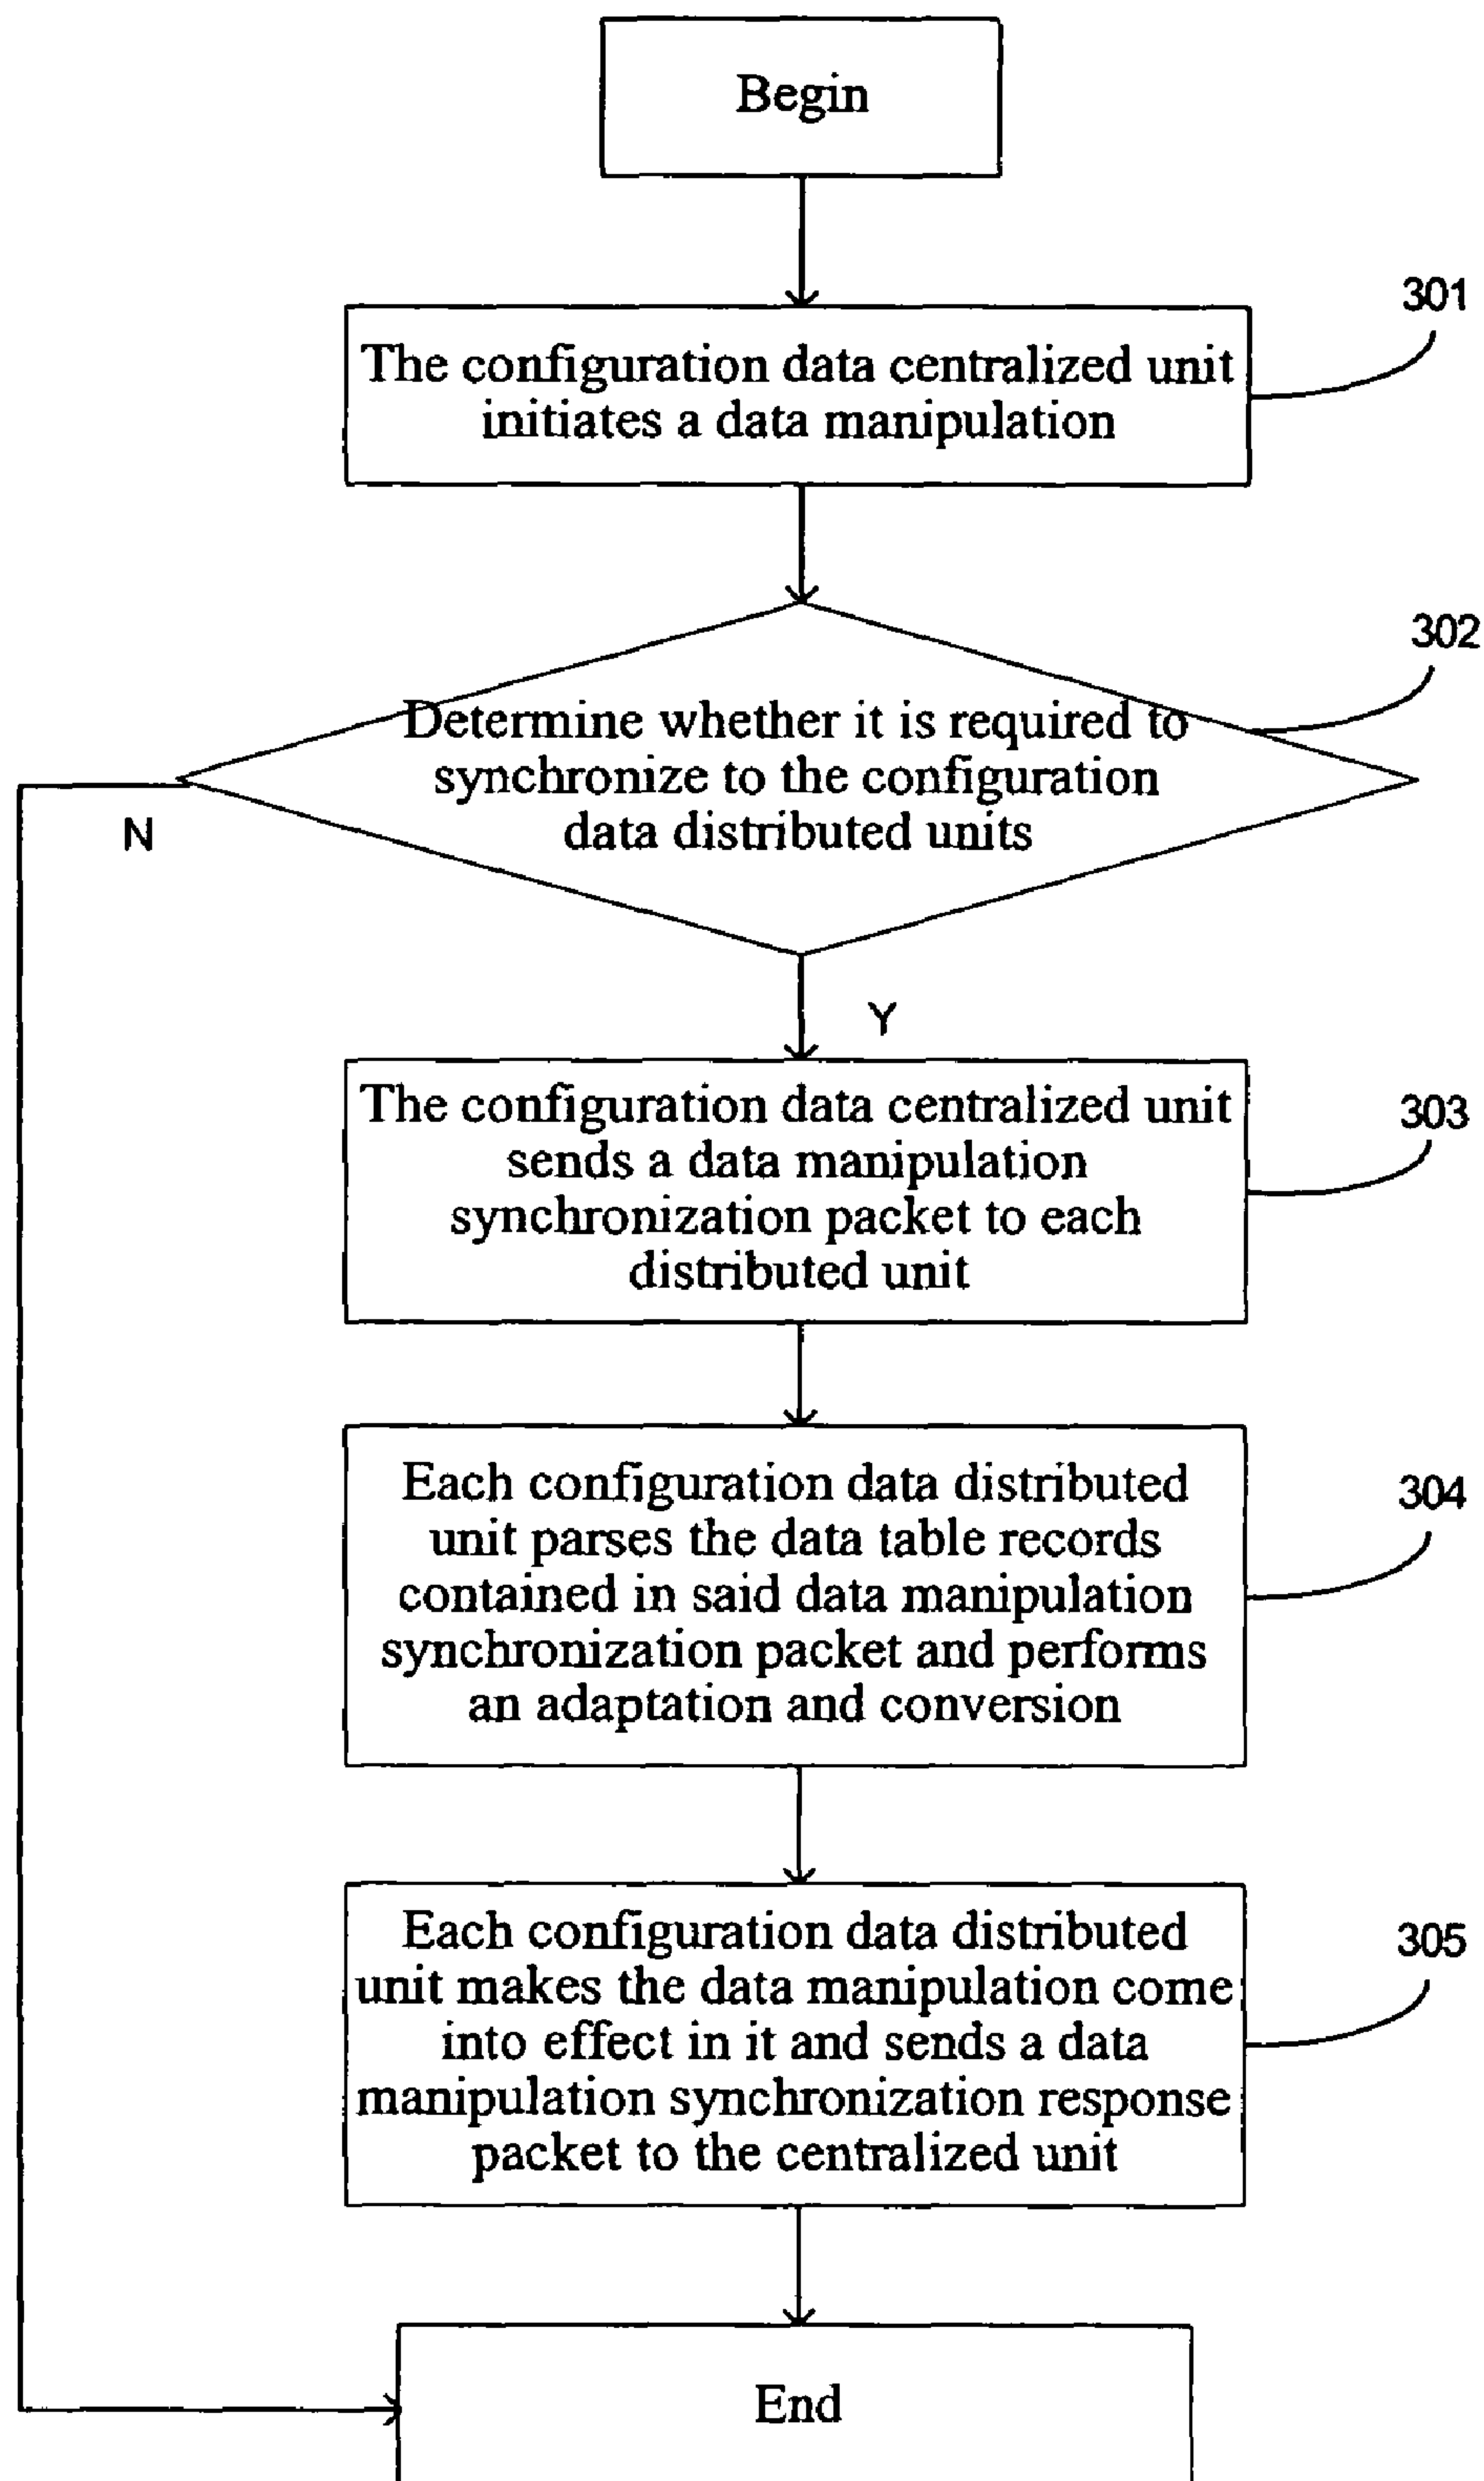 Begin
301
The configuration data centralized unit
initiates a data manipulation
302
Determine whether it is required to
synchronize to the configuration
data distributed units
N
Y
The configuration data centralized unit
sends a data manipulation
synchronization packet to each
distributed unit
303
Each configuration data distributed
unit parses the data table records
contained in said data manipulation
synchronization packet and performs
an adaptation and conversion
304
Each configuration data distributed
unit makes the data manipulation come
into effect in it and sends a data
manipulation synchronization response
packet to the centralized unit
305
End